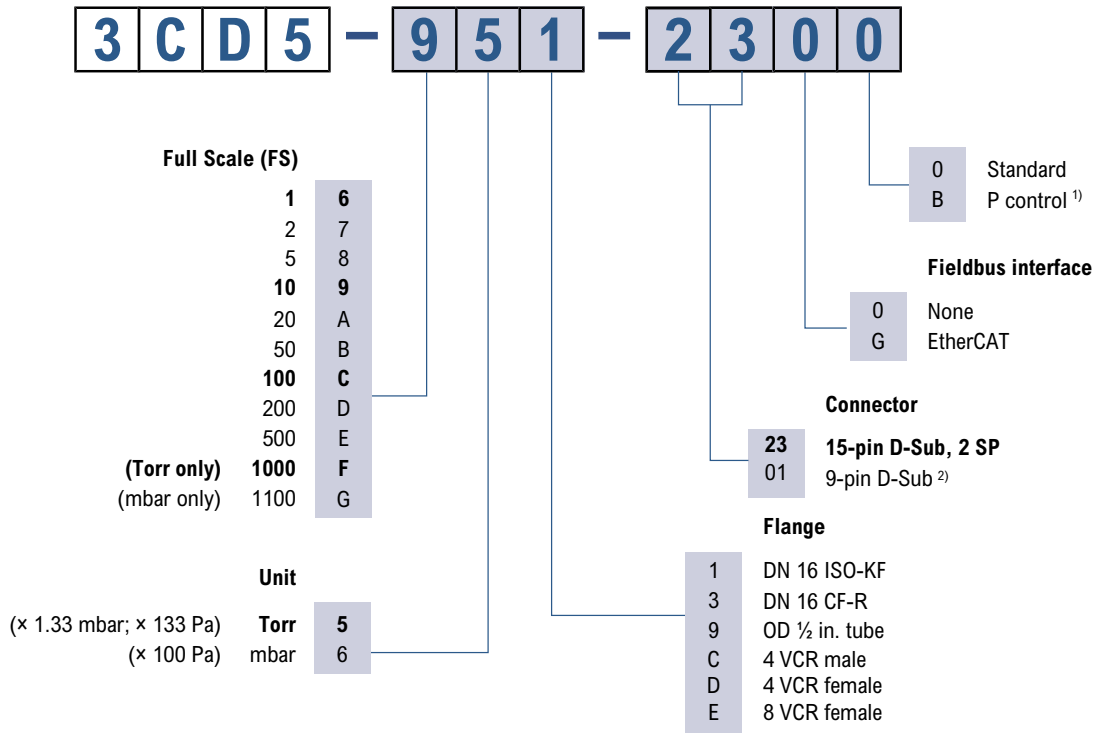 3CD5-951-2300
Full Scale (FS)
1 6
2 7
5 8
10 9
20 A
50 B
100 C
200 D
500 E
(Torr only) 1000 F
(mbar only) 1100 G
Unit
(× 1.33 mbar; × 133 Pa) Torr 5
(× 100 Pa) mbar 6
0 Standard
B P control 1)
Fieldbus interface
0 None
G EtherCAT
Connector
23 15-pin D-Sub, 2 SP
01 9-pin D-Sub 2)
Flange
1 DN 16 ISO-KF
3 DN 16 CF-R
9 OD ½ in. tube
C 4 VCR male
D 4 VCR female
E 8 VCR female